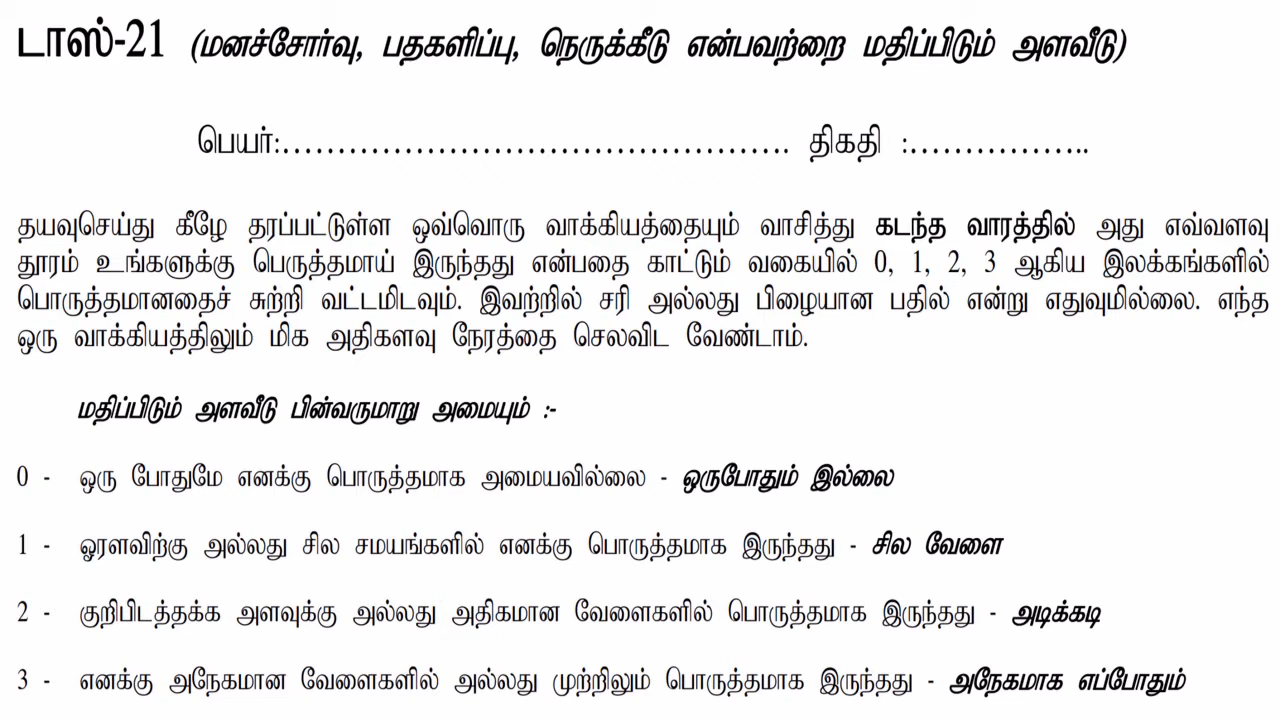 டாஸ்-21 (மனச்சோர்வு, பதகளிப்பு, நெருக்கீடு என்பவற்றை மதிப்பிடும் அளவீடு)
பெயர்:................................................. திகதி :..................
தயவுசெய்து கீழே தரப்பட்டுள்ள ஒவ்வொரு வாக்கியத்தையும் வாசித்து கடந்த வாரத்தில் அது எவ்வளவு
தூரம் உங்களுக்கு பெருத்தமாய் இருந்தது என்பதை காட்டும் வகையில் 0, 1, 2, 3 ஆகிய இலக்கங்களில்
பொருத்தமானதைச் சுற்றி வட்டமிடவும். இவற்றில் சரி அல்லது பிழையான பதில் என்று எதுவுமில்லை. எந்த
ஒரு வாக்கியத்திலும் மிக அதிகளவு நேரத்தை செலவிட வேண்டாம்.
மதிப்பிடும் அளவீடு பின்வருமாறு அமையும் :-
0 - ஒரு போதுமே எனக்கு பொருத்தமாக அமையவில்லை - ஒருபோதும் இல்லை
1 - ஓரளவிற்கு அல்லது சில சமயங்களில் எனக்கு பொருத்தமாக இருந்தது - சில வேளை
2 - குறிபிடத்தக்க அளவுக்கு அல்லது அதிகமான வேளைகளில் பொருத்தமாக இருந்தது - அடிக்கடி
3 - எனக்கு அநேகமான வேளைகளில் அல்லது முற்றிலும் பொருத்தமாக இருந்தது - அநேகமாக எப்போதும்